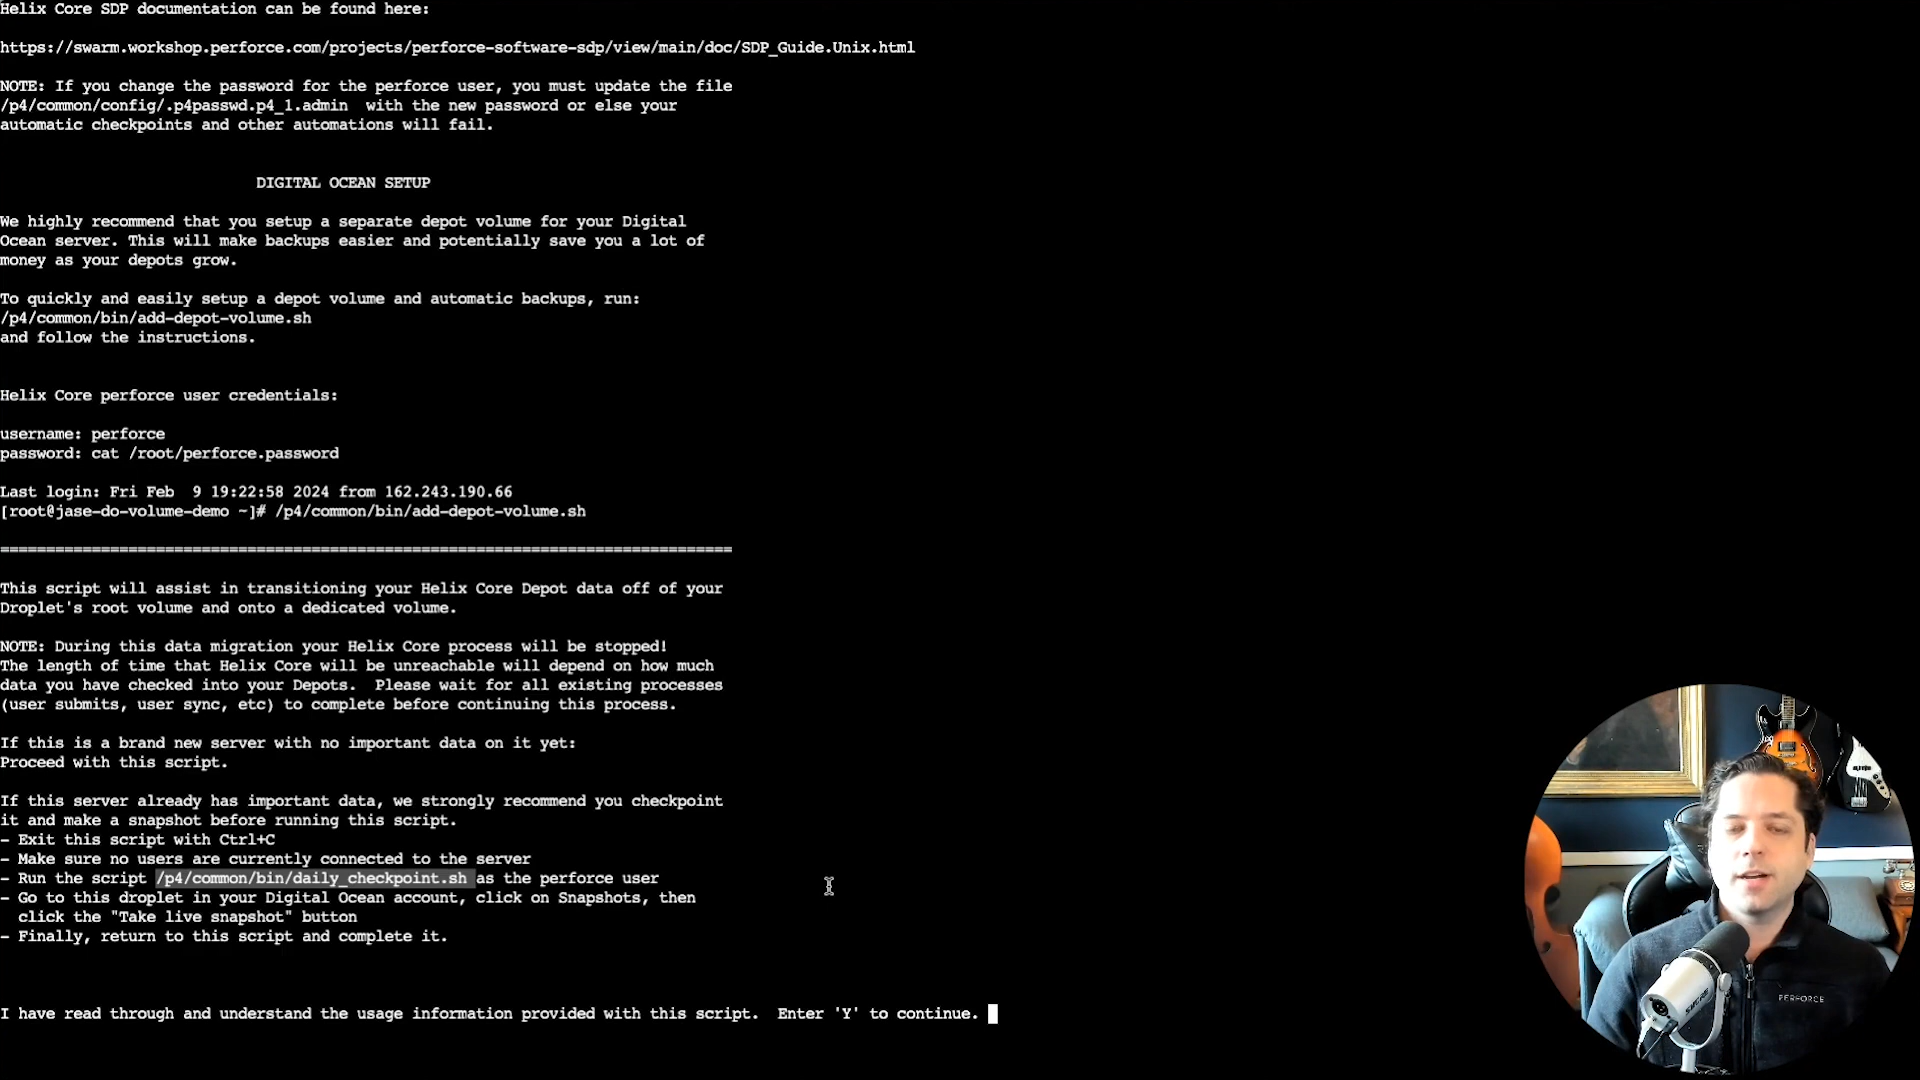 Helix Core SDP documentation can be found here:
https://swarm.workshop.perforce.com/projects/perforce-software-sdp/view/main/doc/SDP_Guide.Unix.html
NOTE: If you change the password for the perforce user, you must update the file
/p4/common/config/.p4passwd.p4_1.admin  with the new password or else your
automatic checkpoints and other automations will fail.
DIGITAL OCEAN SETUP
We highly recommend that you setup a separate depot volume for your Digital
Ocean server. This will make backups easier and potentially save you a lot of
money as your depots grow.
To quickly and easily setup a depot volume and automatic backups, run:
/p4/common/bin/add-depot-volume.sh
and follow the instructions.
Helix Core perforce user credentials:
username: perforce
password: cat /root/perforce.password
Last login: Fri Feb  9 19:22:58 2024 from 162.243.190.66
[root@jase-do-volume-demo ~]# /p4/common/bin/add-depot-volume.sh
================================================================================
This script will assist in transitioning your Helix Core Depot data off of your
Droplet's root volume and onto a dedicated volume.
NOTE: During this data migration your Helix Core process will be stopped!
The length of time that Helix Core will be unreachable will depend on how much
data you have checked into your Depots.  Please wait for all existing processes
(user submits, user sync, etc) to complete before continuing this process.
If this is a brand new server with no important data on it yet:
Proceed with this script.
If this server already has important data, we strongly recommend you checkpoint
it and make a snapshot before running this script.
- Exit this script with Ctrl+C
- Make sure no users are currently connected to the server
- Run the script /p4/common/bin/daily_checkpoint.sh as the perforce user
- Go to this droplet in your Digital Ocean account, click on Snapshots, then
click the "Take live snapshot" button
- Finally, return to this script and complete it.
I have read through and understand the usage information provided with this script.  Enter 'Y' to continue.
PERFORCE